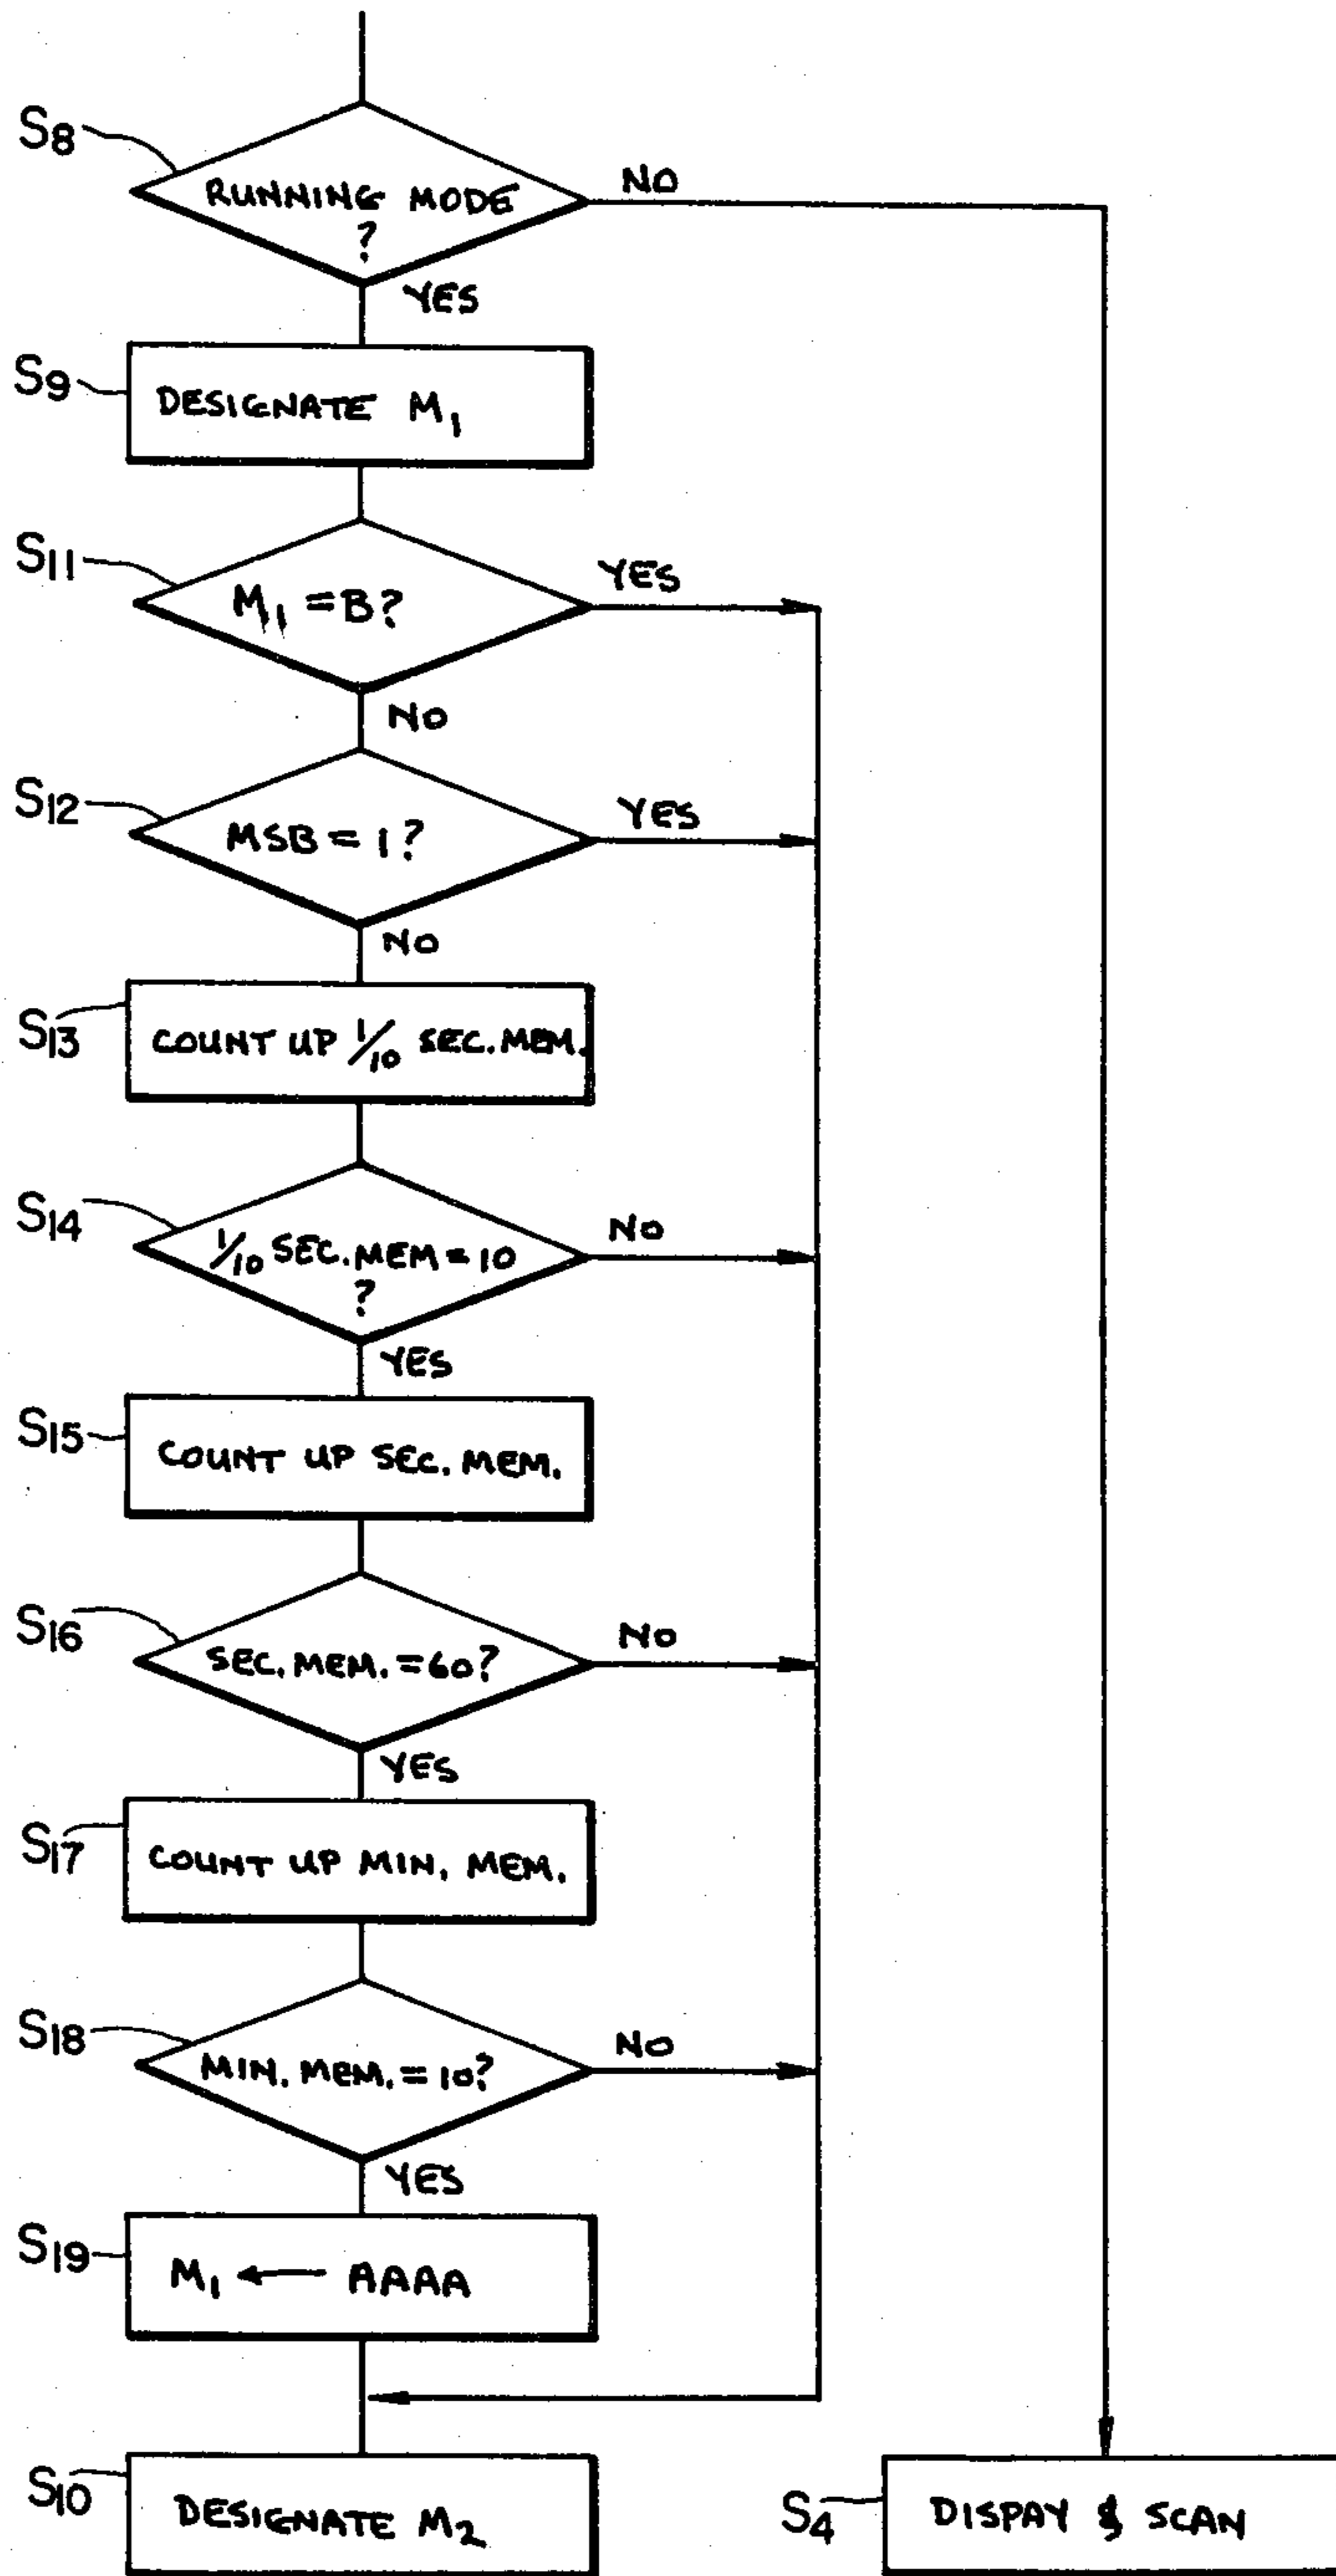 S8
RUNNING MODE
?
NO
YES
S9
DESIGNATE M1
S11
M1 = B?
YES
NO
S12
MSB = 1?
YES
NO
S13
COUNT UP 1/10 SEC. MEM.
S14
1/10 SEC. MEM = 10
?
NO
YES
S15
COUNT UP SEC. MEM.
S16
SEC. MEM. = 60?
NO
YES
S17
COUNT UP MIN. MEM.
S18
MIN. MEM. = 10?
NO
YES
S19
M1 ← AAAA
S10
DESIGNATE M2
S4
DISPAY & SCAN